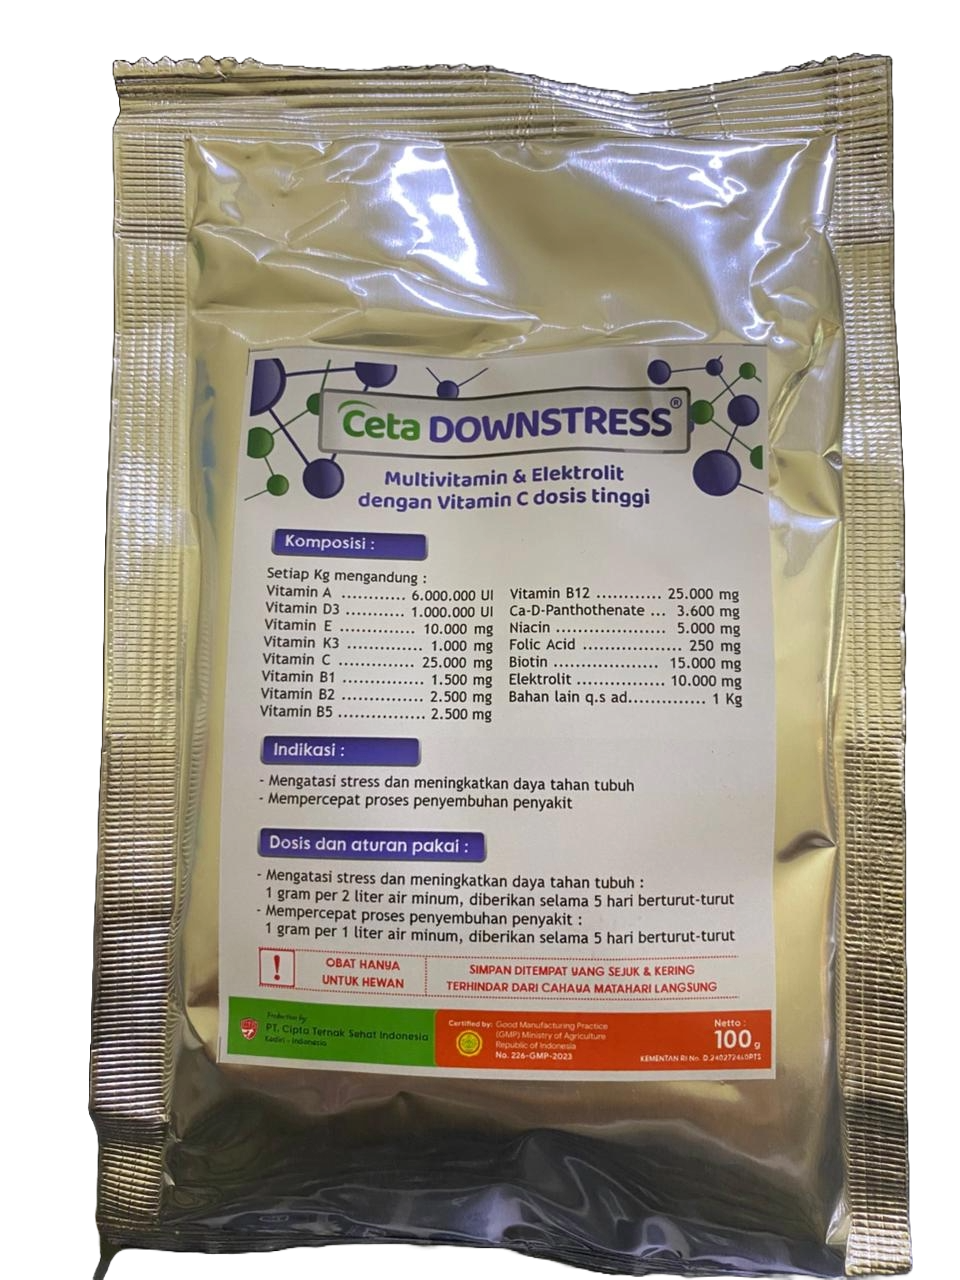 Ceta DOWNSTRESS®
Multivitamin & Elektrolit
dengan Vitamin C dosis tinggi
Komposisi :
Setiap Kg mengandung :
Vitamin A ........... 6.000.000 UI
Vitamin D3 .......... 1.000.000 UI
Vitamin E ............. 10.000 mg
Vitamin K3 ............. 1.000 mg
Vitamin C ............. 25.000 mg
Vitamin B1 .............. 1.500 mg
Vitamin B2 .............. 2.500 mg
Vitamin B5 ............... 2.500 mg
Vitamin B12 ........... 25.000 mg
Ca-D-Panthothenate ... 3.600 mg
Niacin ................... 5.000 mg
Folic Acid ................. 250 mg
Biotin .................. 15.000 mg
Elektrolit ............... 10.000 mg
Bahan lain q.s ad............. 1 Kg
Indikasi :
- Mengatasi stress dan meningkatkan daya tahan tubuh
- Mempercepat proses penyembuhan penyakit
Dosis dan aturan pakai :
- Mengatasi stress dan meningkatkan daya tahan tubuh :
1 gram per 2 liter air minum, diberikan selama 5 hari berturut-turut
- Mempercepat proses penyembuhan penyakit :
1 gram per 1 liter air minum, diberikan selama 5 hari berturut-turut
!
OBAT HANYA
UNTUK HEWAN
SIMPAN DITEMPAT YANG SEJUK & KERING
TERHINDAR DARI CAHAYA MATAHARI LANGSUNG
Production by:
PT. Cipta Ternak Sehat Indonesia
Kediri - Indonesia
Certified by:
Good Manufacturing Practice
(GMP) Ministry of Agriculture
Republic of Indonesia
No. 226-GMP-2023
Netto :
100 g
KEMENTAN RI No. D.240272460PTS